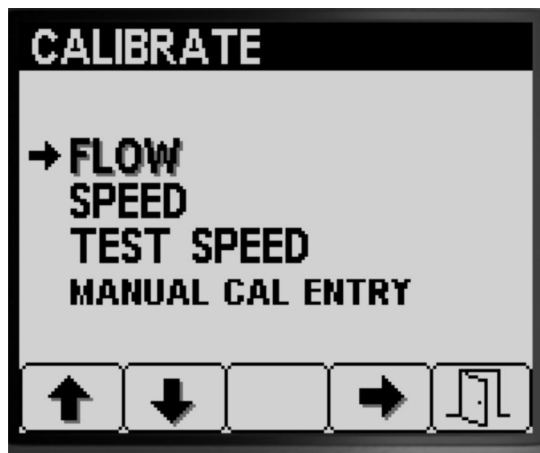 CALIBRATE
FLOW
SPEED
TEST SPEED
MANUAL CAL ENTRY